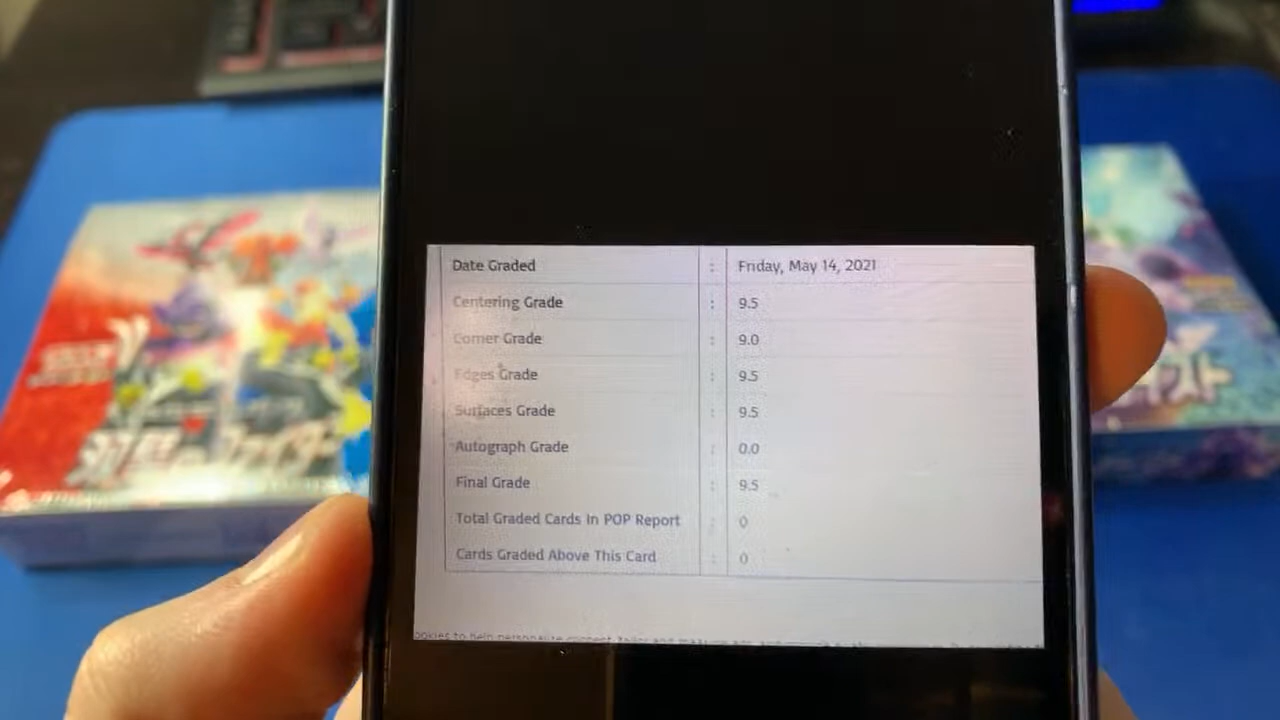 Date Graded : Friday, May 14, 2021
Centering Grade : 9.5
Corner Grade : 9.0
Edges Grade : 9.5
Surfaces Grade : 9.5
Autograph Grade : 0.0
Final Grade : 9.5
Total Graded Cards in POP Report : 0
Cards Graded Above This Card : 0